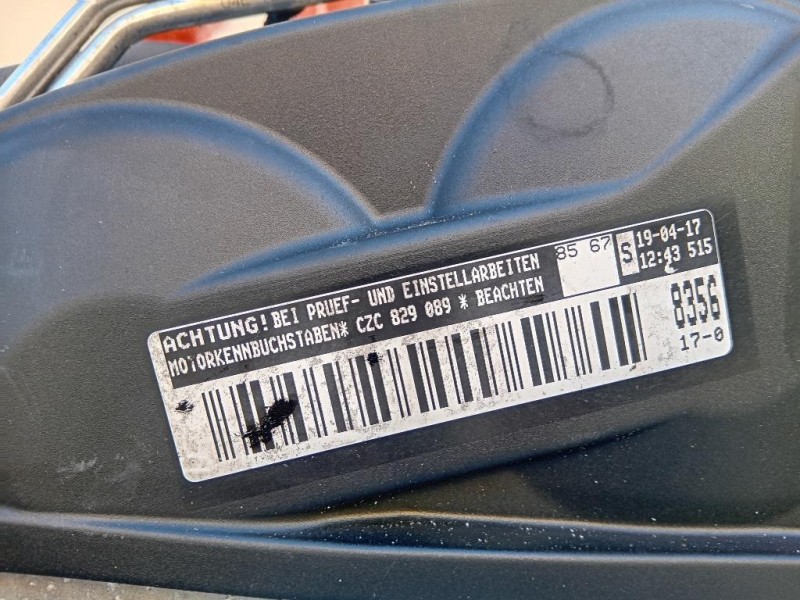 ACHTUNG! BEI PRUEF- UND EINSTELLARBEITEN
MOTORKENNBUCHSTABEN* CZC 829 089 * BEACHTEN
85 67
S
19-04-17
12:43 515
8356
17-0